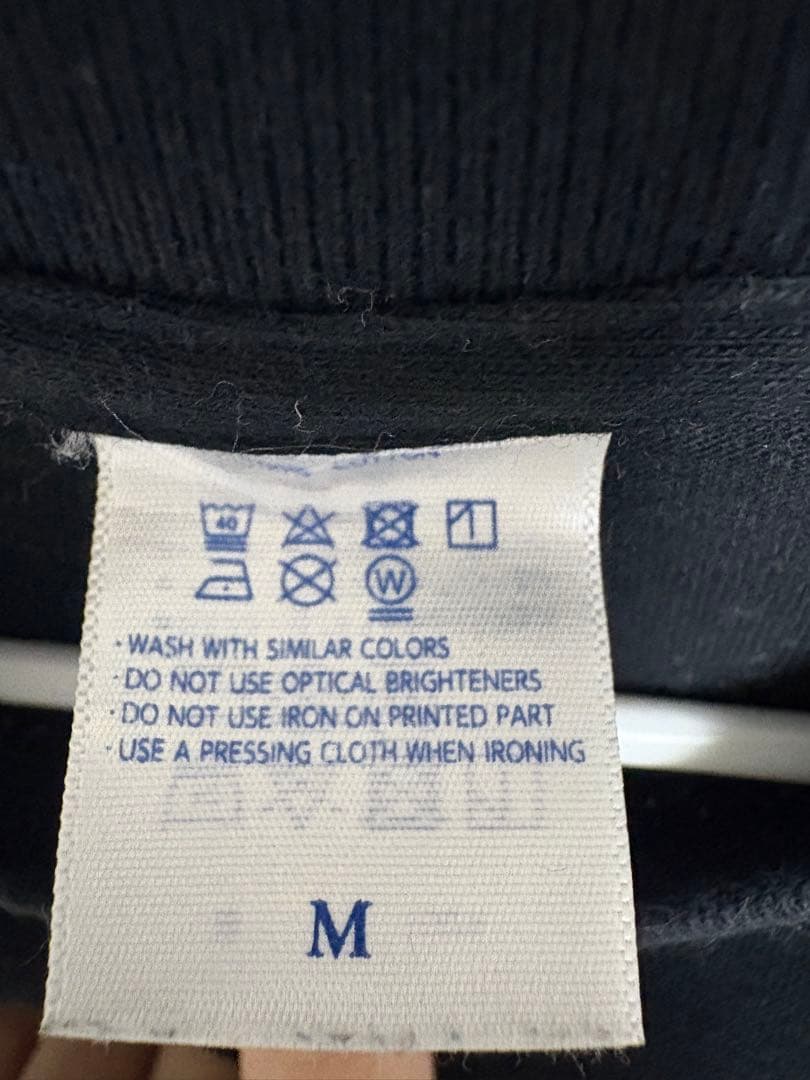 COTTON
40
W
· WASH WITH SIMILAR COLORS
· DO NOT USE OPTICAL BRIGHTENERS
· DO NOT USE IRON ON PRINTED PART
· USE A PRESSING CLOTH WHEN IRONING
M